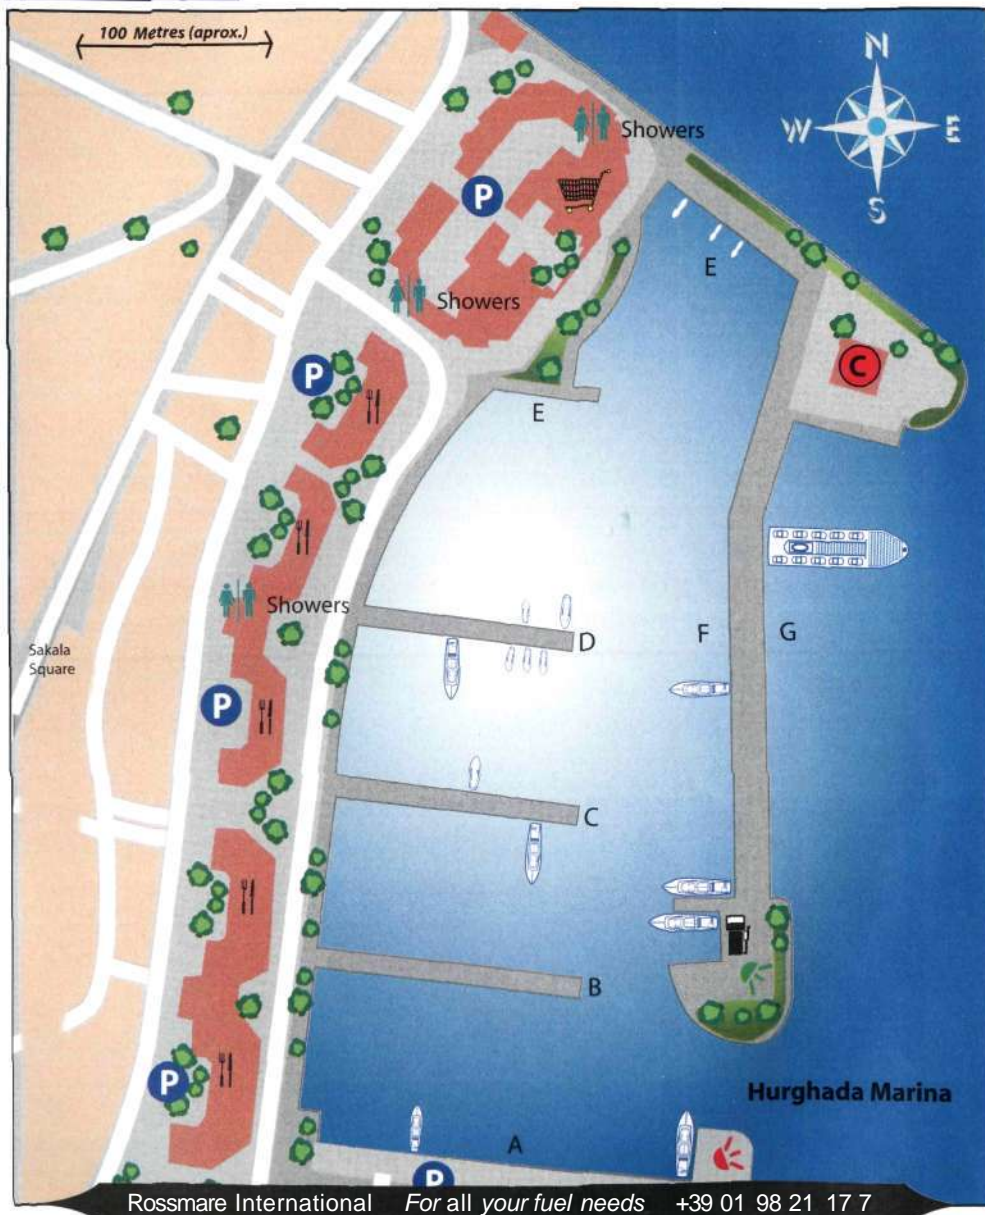 100 Metres (aprox.)
N
W
E
S
Showers
P
E
Showers
C
P
E
Showers
D
F
G
Sakala
Square
P
C
B
Hurghada Marina
P
A
P
Rossmare International For all your fuel needs +39 01 98 21 17 7